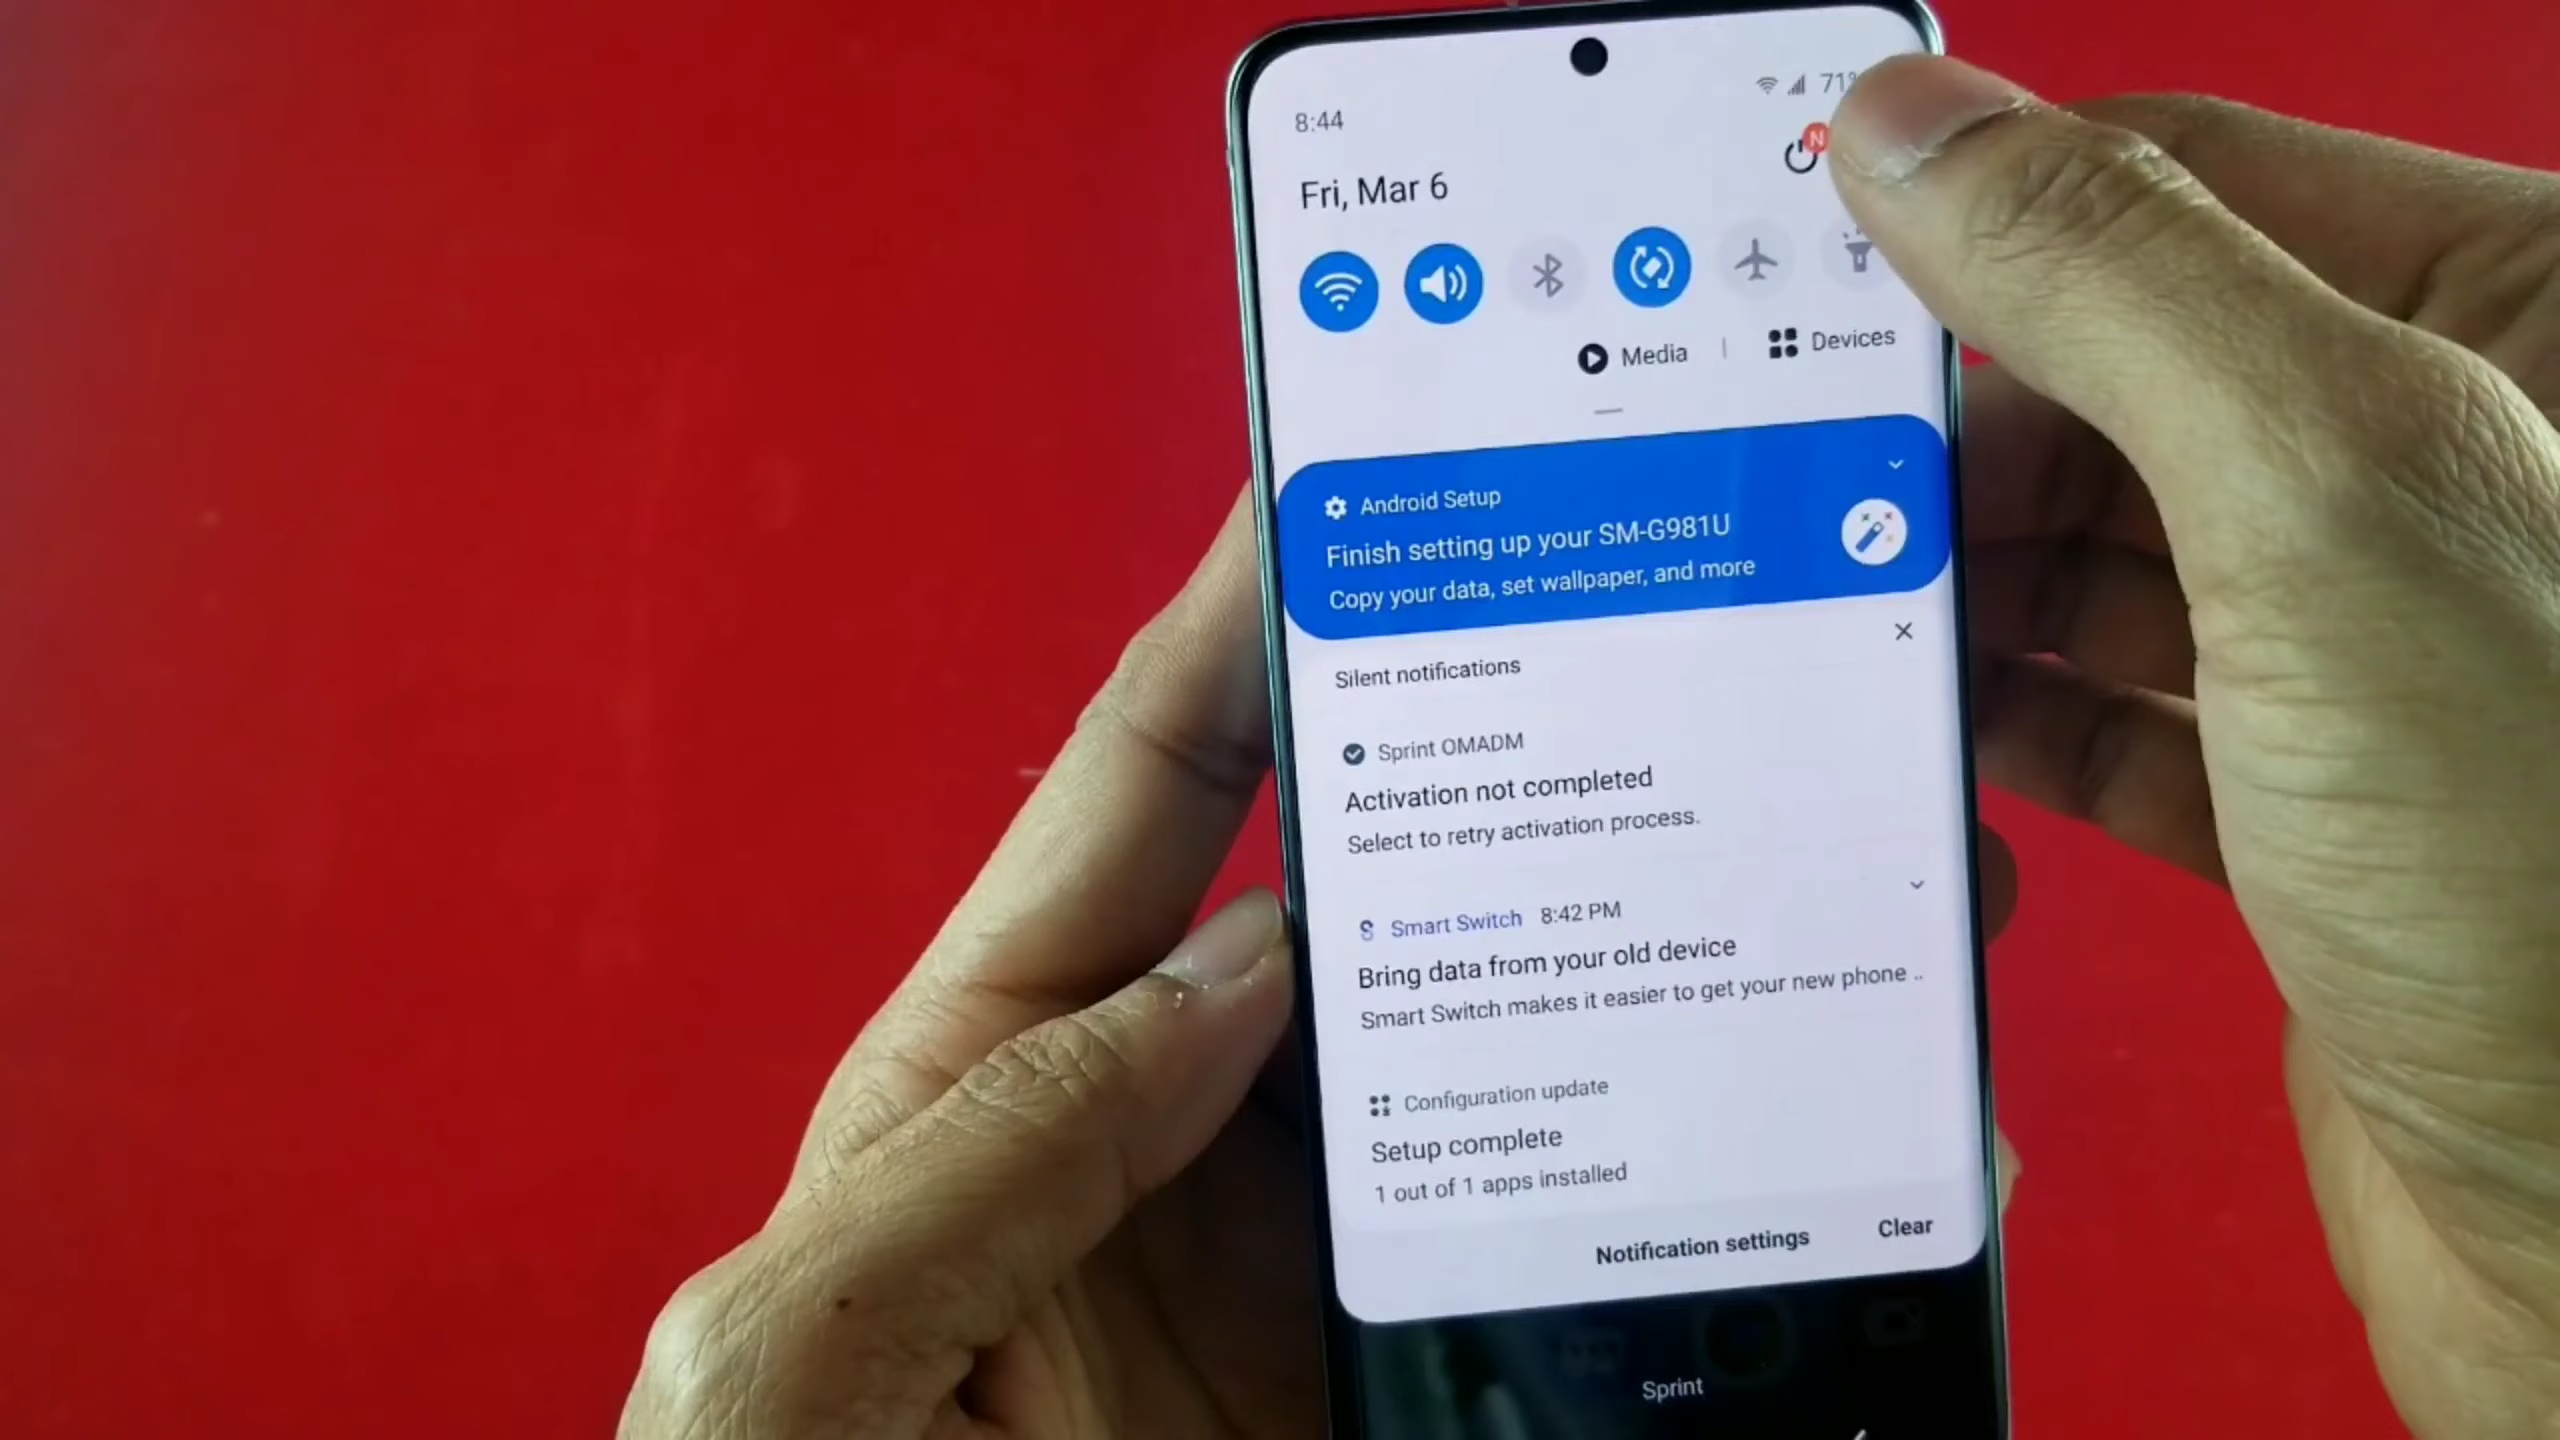 8:44
71%
N
Fri, Mar 6
Media | Devices
Android Setup
Finish setting up your SM-G981U
Copy your data, set wallpaper, and more
Silent notifications
Sprint OMADM
Activation not completed
Select to retry activation process.
Smart Switch 8:42 PM
Bring data from your old device
Smart Switch makes it easier to get your new phone ..
Configuration update
Setup complete
1 out of 1 apps installed
Notification settings Clear
Sprint